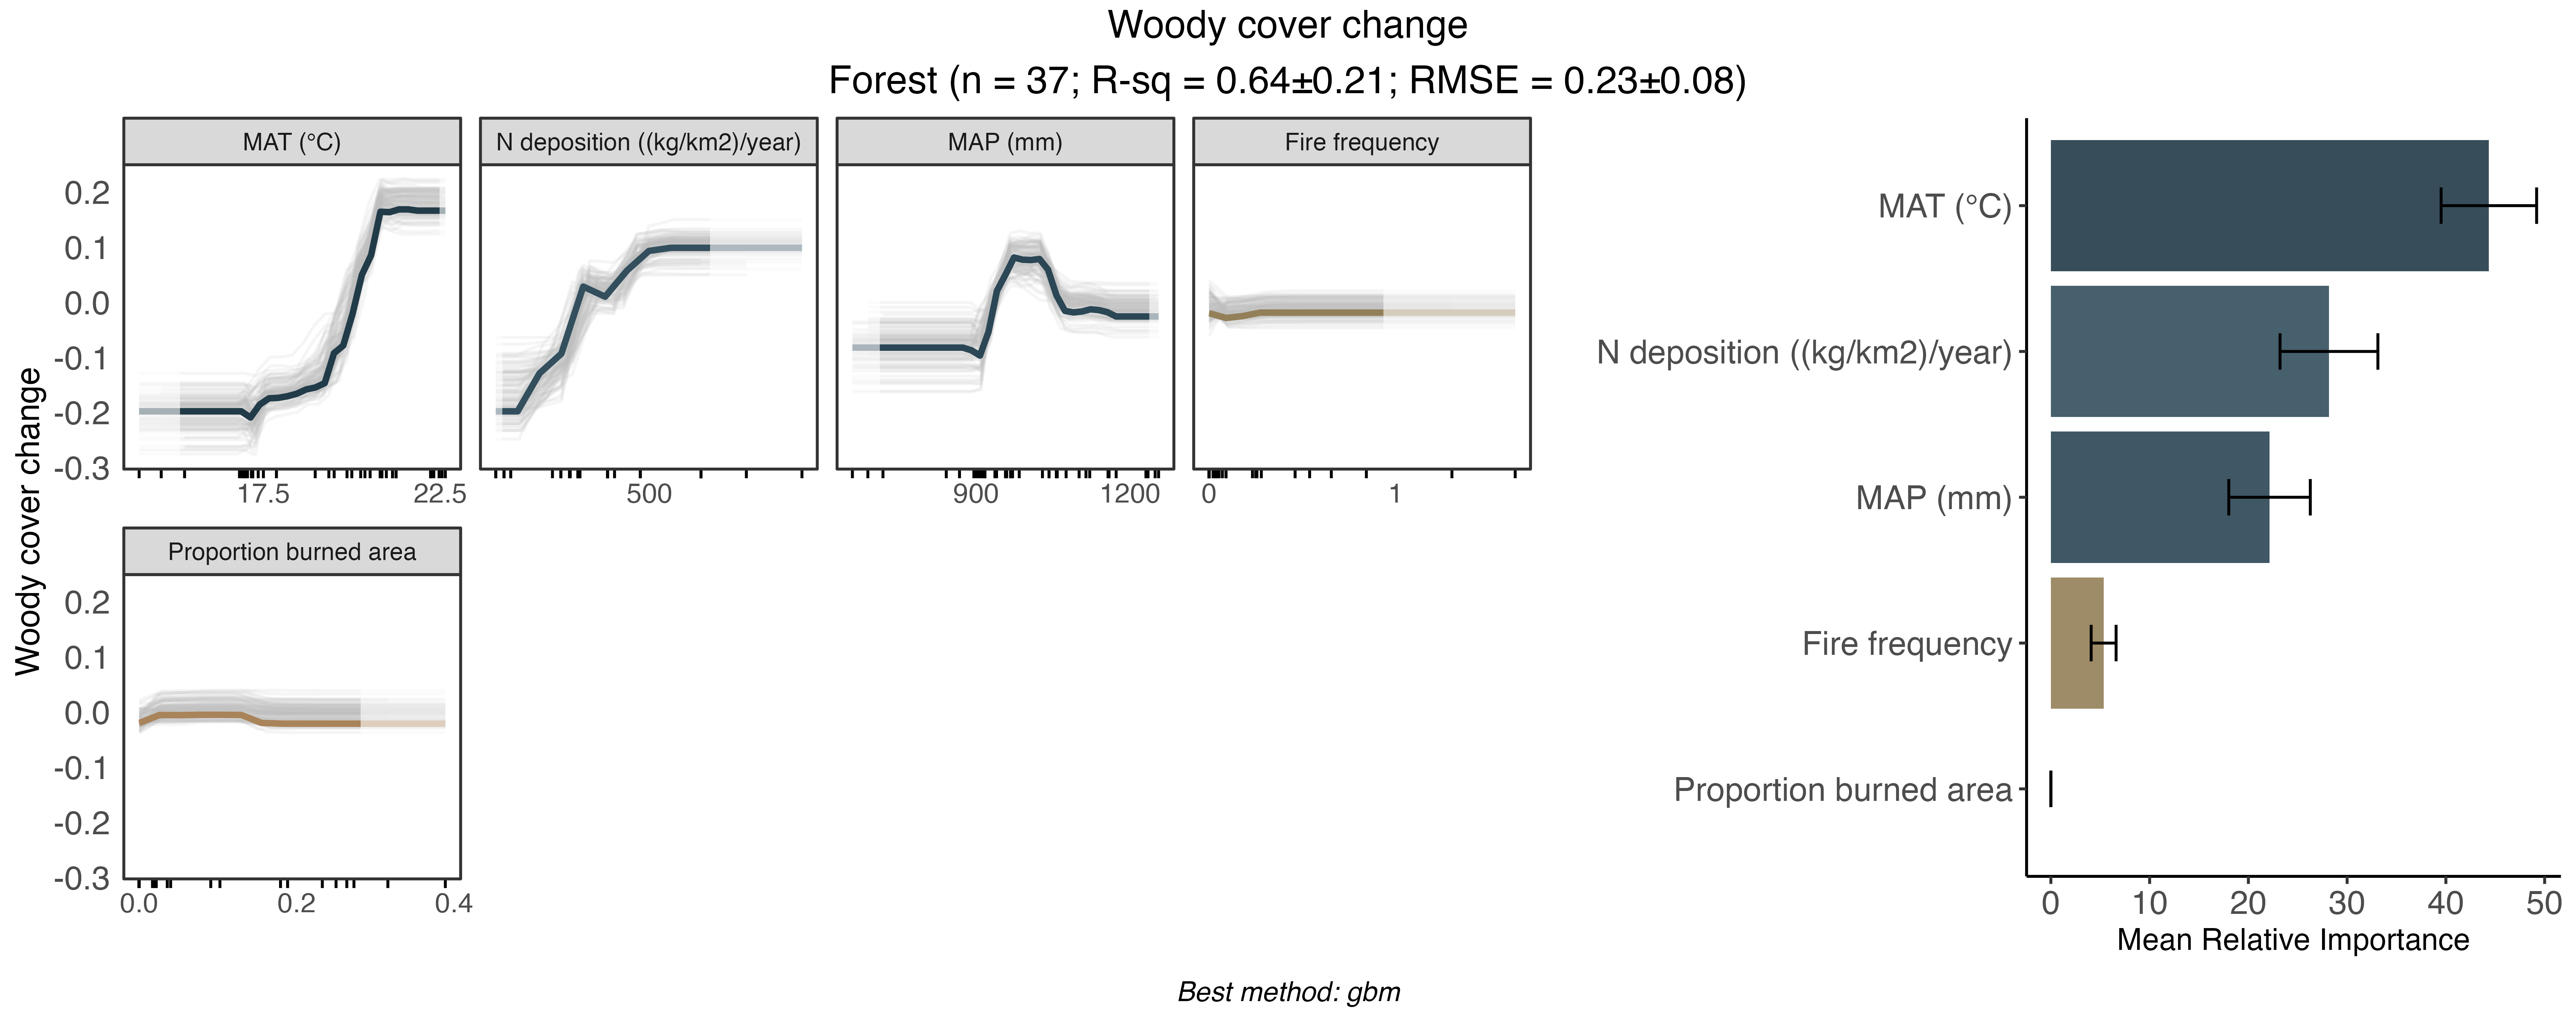 Woody cover change
Forest (n = 37; R-sq = 0.64±0.21; RMSE = 0.23±0.08)
MAT (°C)
N deposition ((kg/km2)/year)
MAP (mm)
Fire frequency
Woody cover change
0.2
0.1
0.0
-0.1
-0.2
-0.3
17.5 22.5
500
900 1200
0 1
Proportion burned area
0.2
0.1
0.0
-0.1
-0.2
-0.3
0.0 0.2 0.4
MAT (°C)
N deposition ((kg/km2)/year)
MAP (mm)
Fire frequency
Proportion burned area
0 10 20 30 40 50
Mean Relative Importance
Best method: gbm